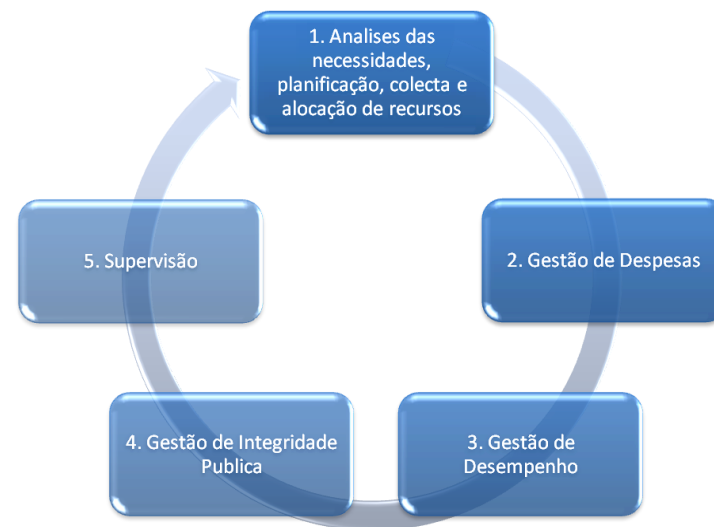 1. Analises das
necessidades,
planificação, colecta e
alocação de recursos
2. Gestão de Despesas
3. Gestão de
Desempenho
4. Gestão de Integridade
Publica
5. Supervisão